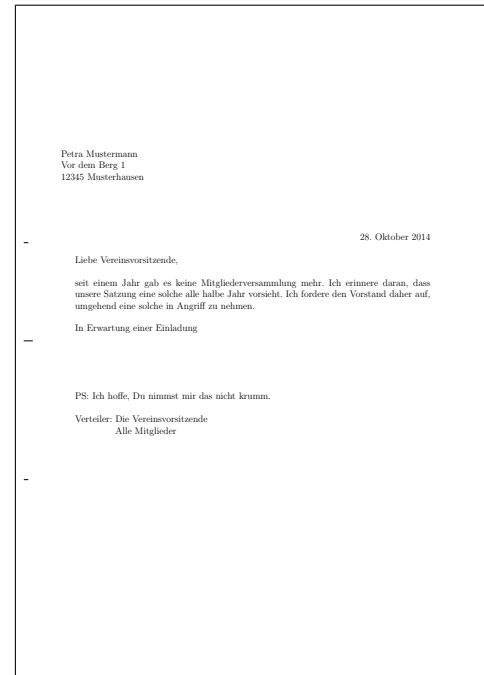 Petra Mustermann
Vor dem Berg 1
12345 Musterhausen
28. Oktober 2014
Liebe Vereinsvorsitzende,
seit einem Jahr gab es keine Mitgliederversammlung mehr. Ich erinnere daran, dass
unsere Satzung eine solche alle halbe Jahr vorsieht. Ich fordere den Vorstand daher auf,
umgehend eine solche in Angriff zu nehmen.
In Erwartung einer Einladung
PS: Ich hoffe, Du nimmst mir das nicht krumm.
Verteiler: Die Vereinsvorsitzende
Alle Mitglieder